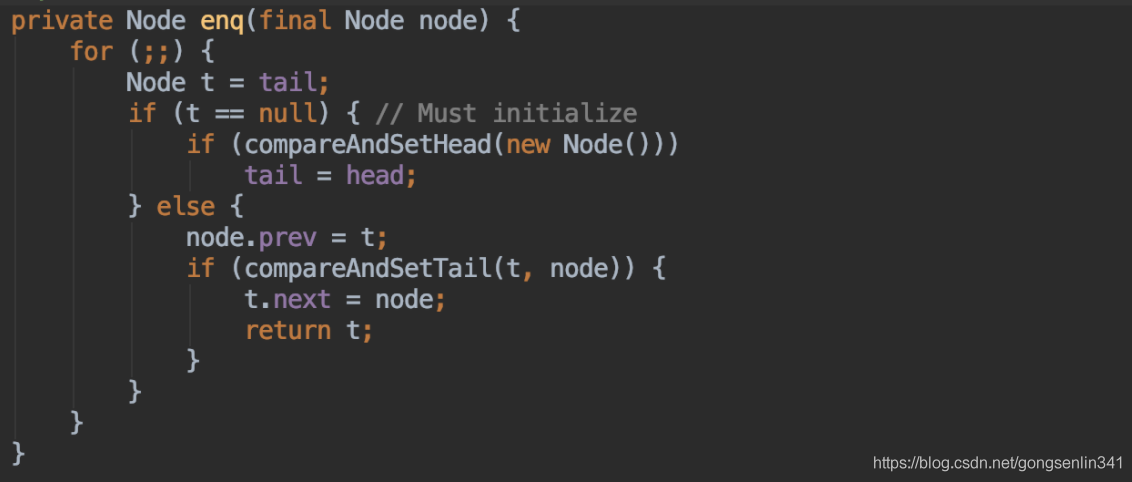 private Node enq(final Node node) {
    for (;;) {
        Node t = tail;
        if (t == null) { // Must initialize
            if (compareAndSetHead(new Node()))
                tail = head;
        } else {
            node.prev = t;
            if (compareAndSetTail(t, node)) {
                t.next = node;
                return t;
            }
        }
    }
}
https://blog.csdn.net/gongsenlin341